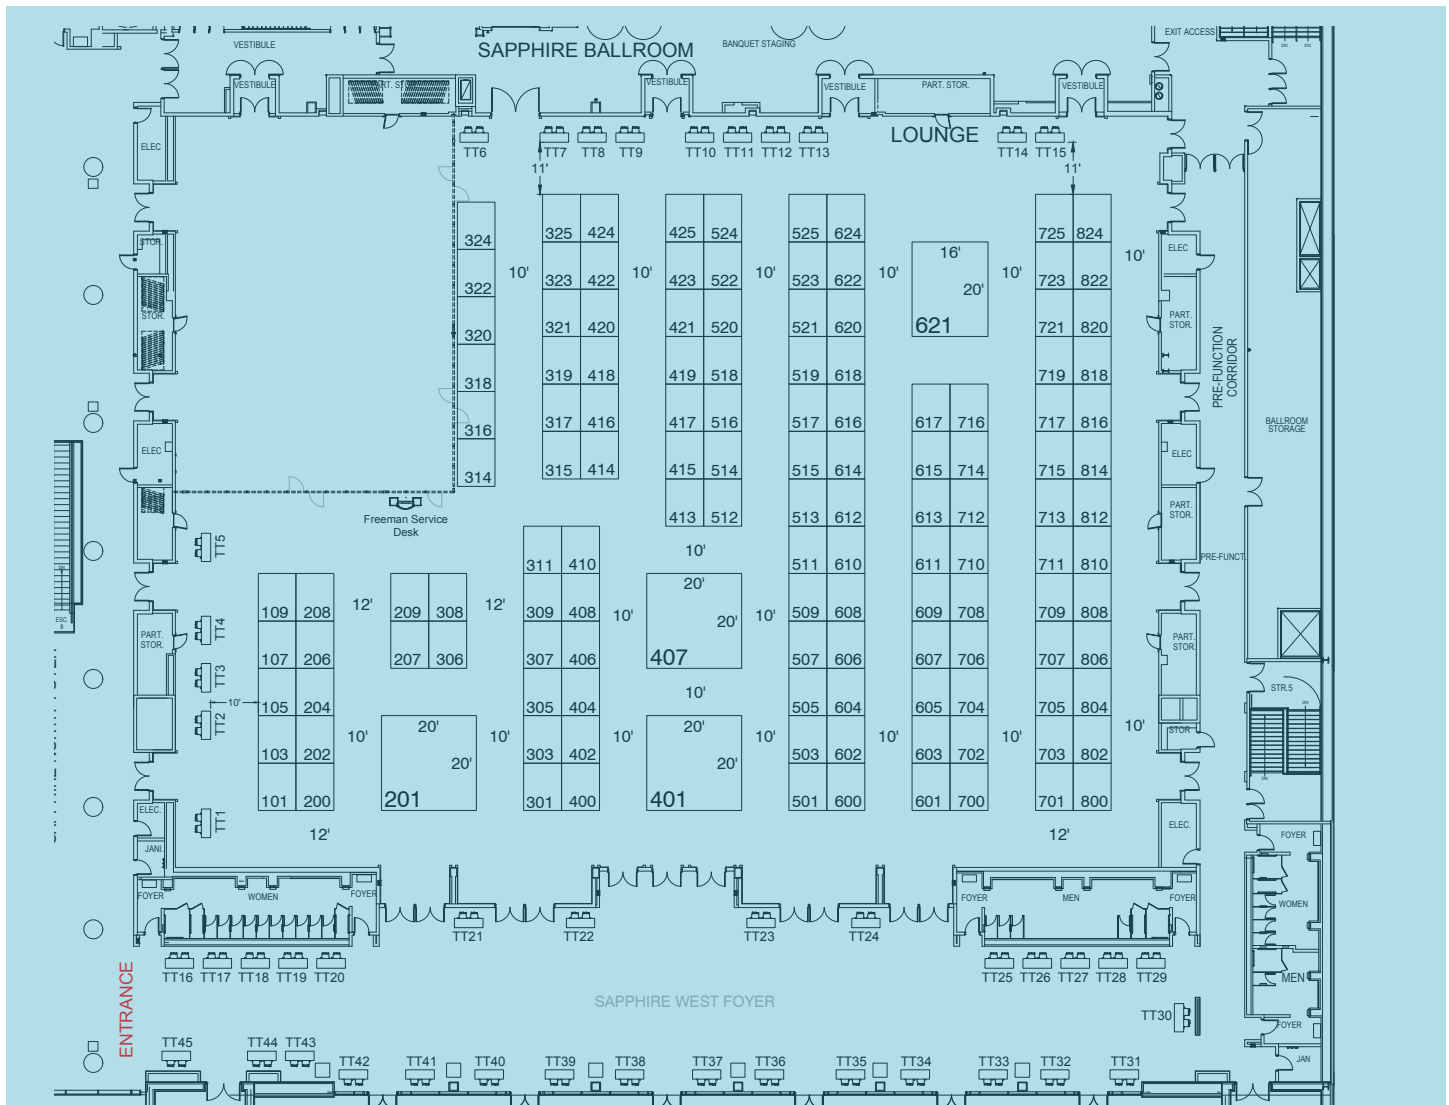 EXIT ACCESS
VESTIBULE
SAPPHIRE BALLROOM
BANQUET STAGING
DN
DN
VESTIBULE
VESTIBULE
VESTIBULE
PART. STOR.
VESTIBULE
LOUNGE
ELEC
TT6
TT7
TT8
TT9
TT10
TT11
TT12
TT13
TT14
TT15
11'
11'
324
325 424
425 524
525 624
725 824
STOR.
16'
ELEC
10'
10'
10'
10'
10'
10'
322
323 422
423 522
523 622
20'
723 822
STOR.
320
321 420
421 520
521 620
621
721 820
PART.
STOR.
PRE-FUNCTION
CORRIDOR
318
319 418
419 518
519 618
719 818
316
317 416
417 516
517 616
617 716
717 816
BALLROOM
STORAGE
ELEC
ELEC
314
315 414
415 514
515 614
615 714
715 814
Freeman Service
Desk
413 512
513 612
613 712
713 812
PART.
STOR.
TT5
10'
PRE-FUNCT.
311 410
511 610
611 710
711 810
DN
20'
109 208
12'
209 308
12'
309 408
10'
20'
10'
509 608
609 708
709 808
ESC
8
TT4
PART.
STOR.
PART.
STOR.
107 206
207 306
307 406
407
507 606
607 706
707 806
TT3
10'
10'
STR.5
DN
105 204
305 404
505 604
605 704
705 804
TT2
20'
20'
10'
10'
10'
10'
10'
10'
10'
STOR
103 202
20'
303 402
20'
503 602
603 702
703 802
DN
101 200
201
301 400
401
501 600
601 700
701 800
ELEC.
TT1
12'
12'
ELEC.
FOYER
JANI.
FOYER
WOMEN
FOYER
FOYER
MEN
FOYER
WOMEN
TT21
TT22
TT23
TT24
TT16
TT17
TT18
TT19
TT20
TT25
TT26
TT27
TT28
TT29
MEN
ENTRANCE
SAPPHIRE WEST FOYER
TT30
FOYER
TT45
TT44
TT43
TT42
TT41
TT40
TT39
TT38
TT37
TT36
TT35
TT34
TT33
TT32
TT31
JAN